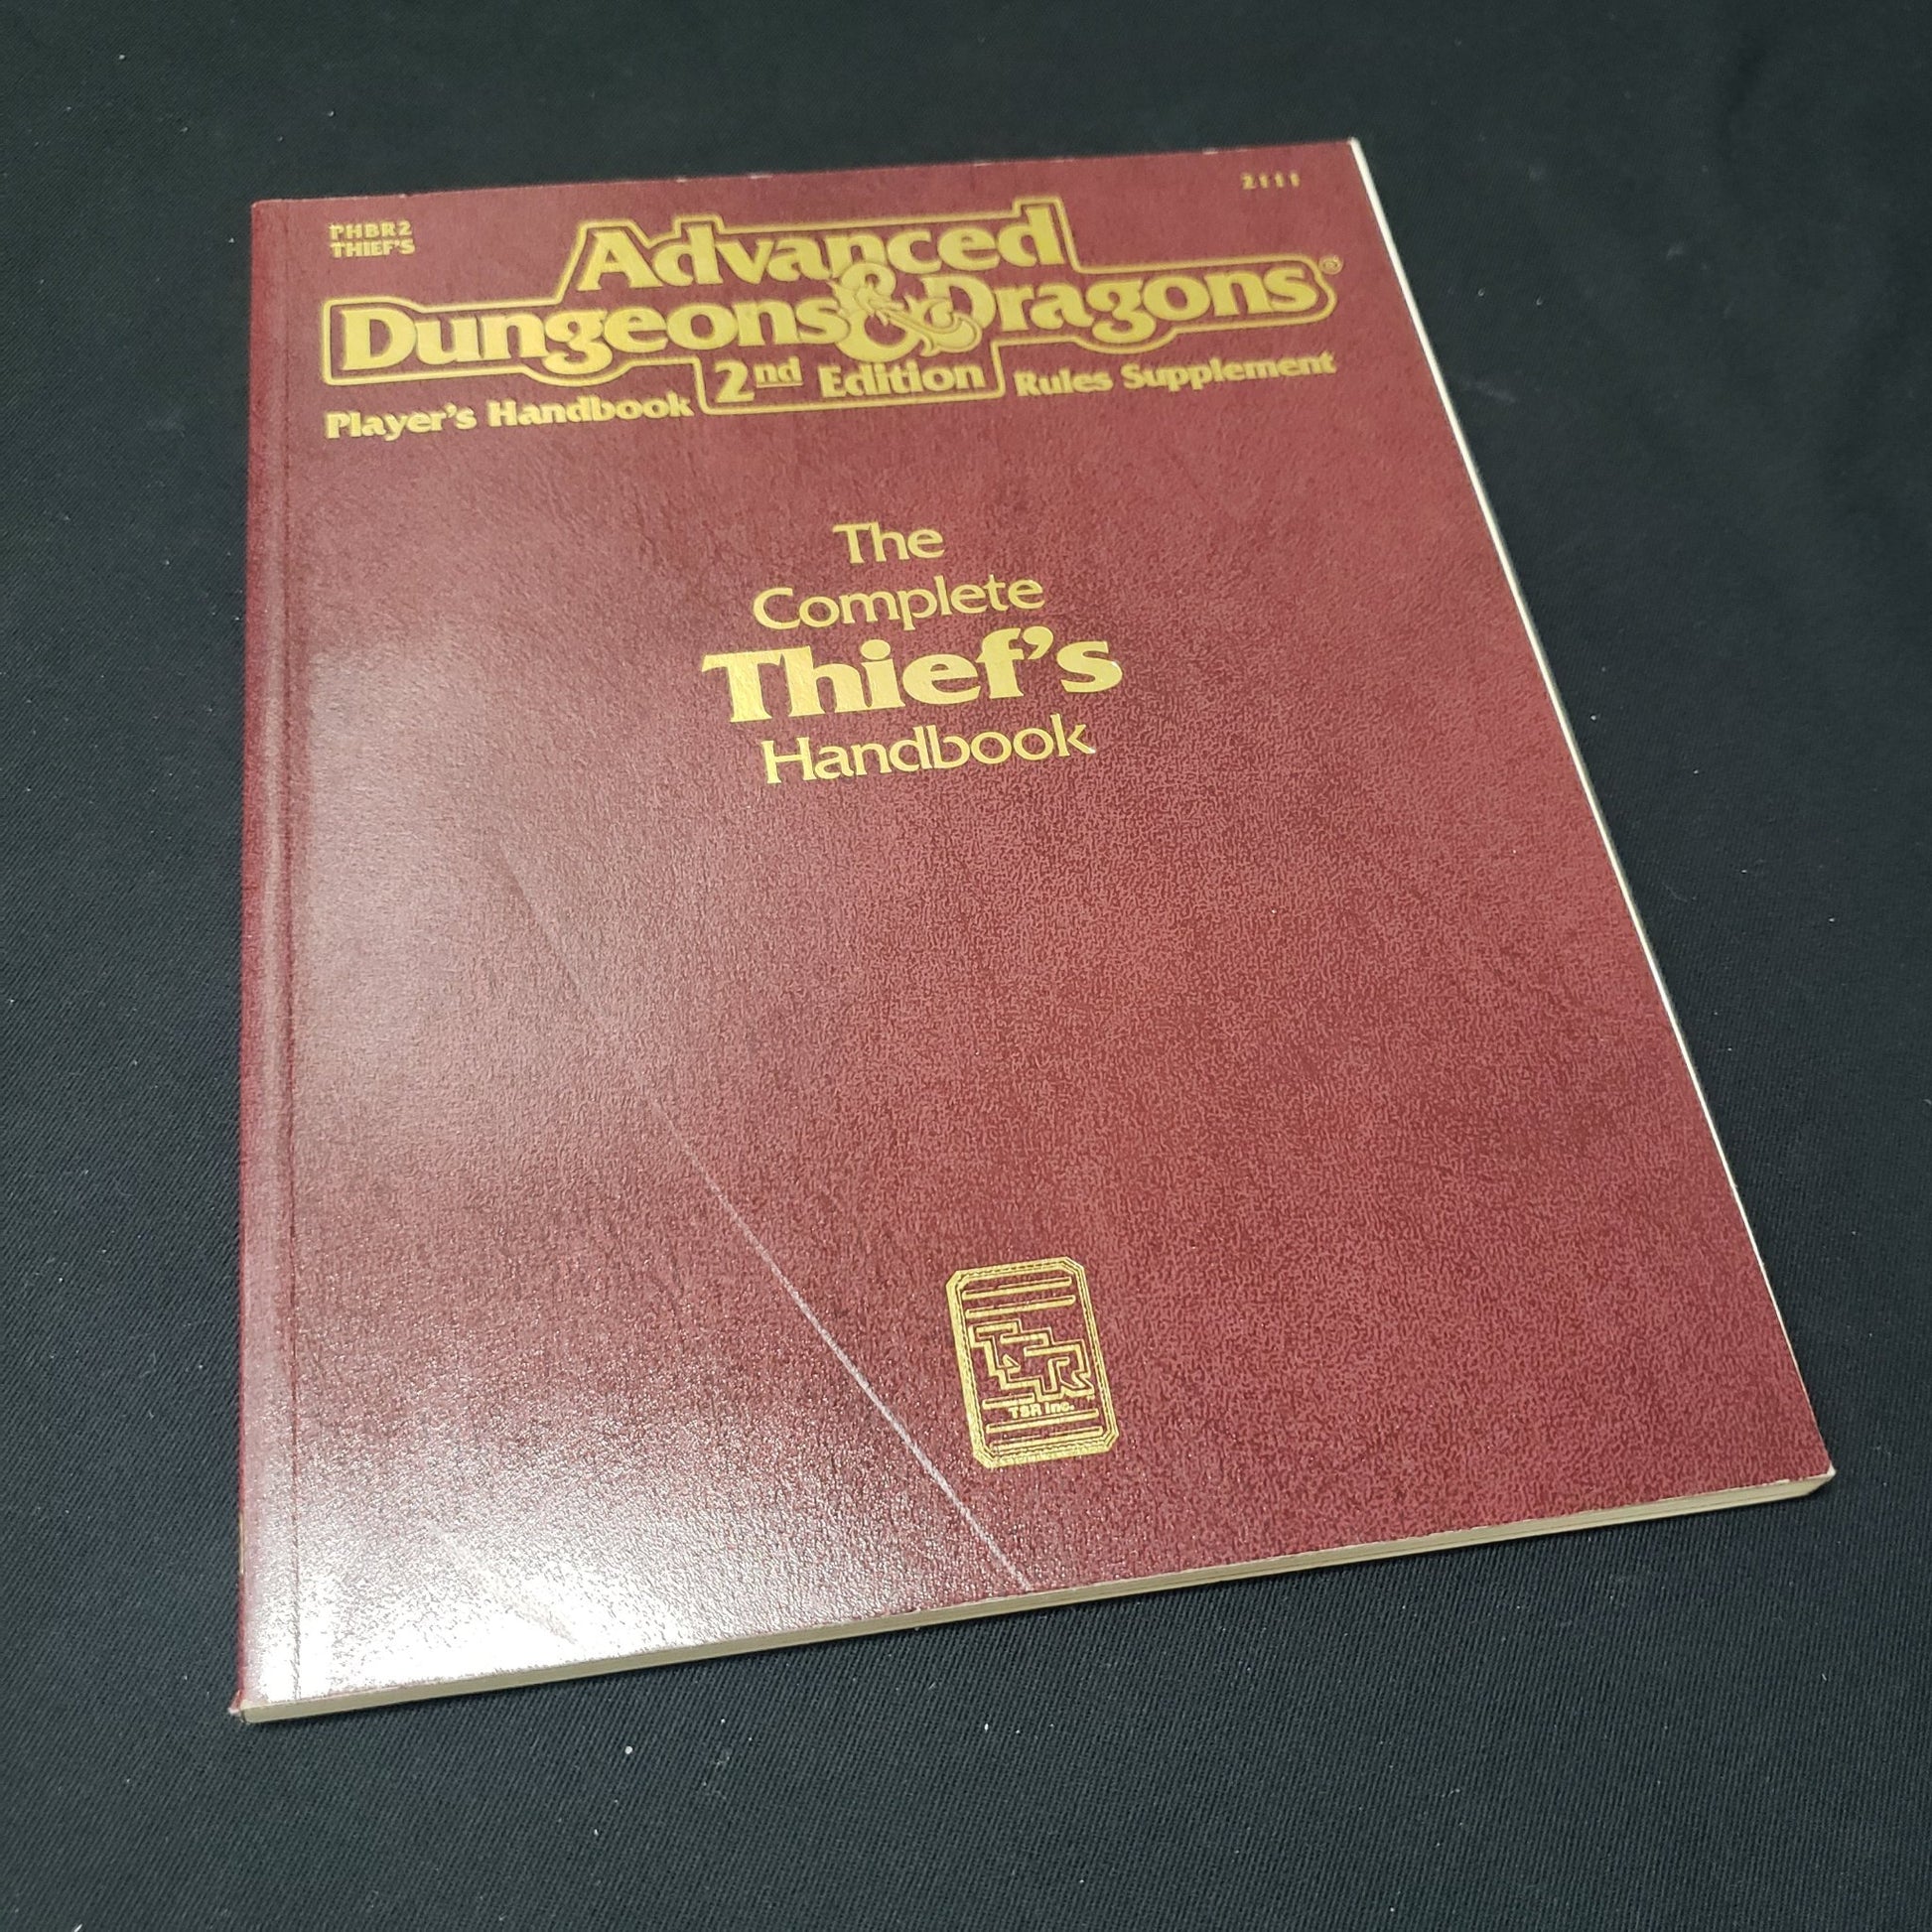 PHBR2
THIEF'S
2111
Advanced
Dungeons & Dragons®
2nd Edition
Player's Handbook Rules Supplement
The
Complete
Thief's
Handbook
TSR
TSR Inc.